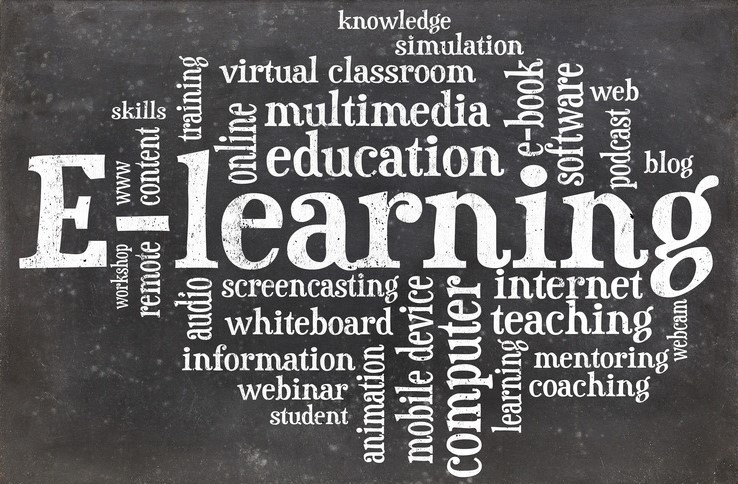 knowledge
simulation
virtual classroom
e-book
software
web
training
skills
online
multimedia
podcast
content
www
education
blog
E-learning
workshop
remote
audio
screencasting
mobile device
computer
internet
whiteboard
teaching
webcam
information
animation
learning
mentoring
webinar
coaching
student